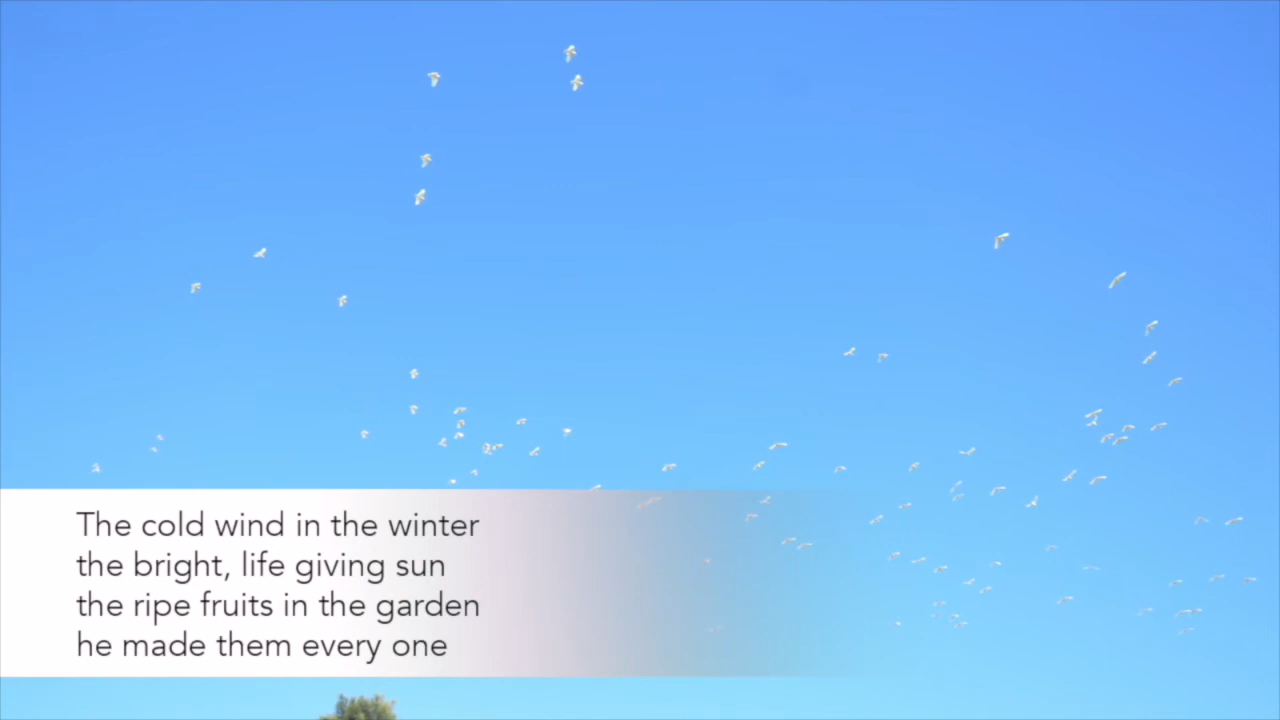 The cold wind in the winter
the bright, life giving sun
the ripe fruits in the garden
he made them every one